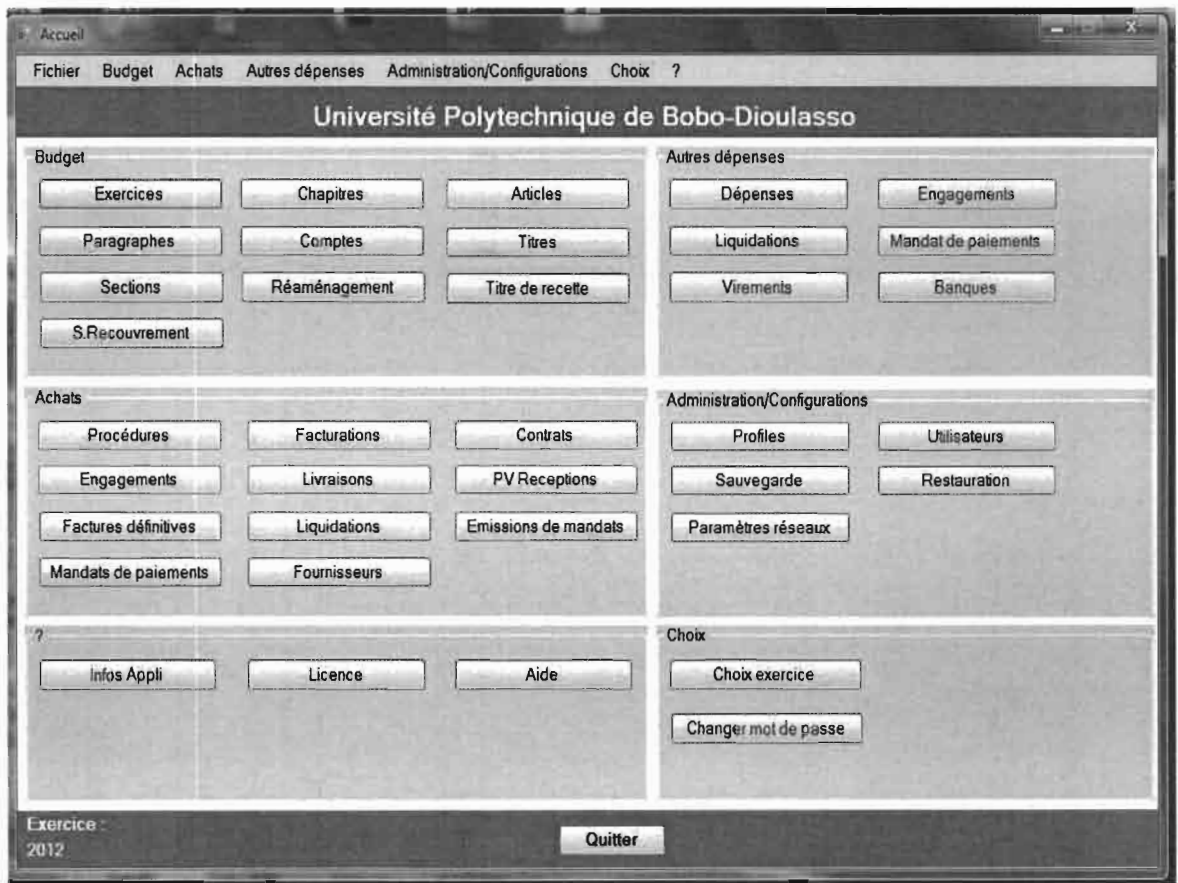 Accueil
Fichier Budget Achats Autres dépenses Administration/Configurations Choix ?
Université Polytechnique de Bobo-Dioulasso
Budget
Exercices Chapitres Articles
Paragraphes Comptes Titres
Sections Réaménagement Titre de recette
S.Recouvrement
Autres dépenses
Dépenses Engagements
Liquidations Mandat de paiements
Virements Banques
Achats
Procédures Facturations Contrats
Engagements Livraisons PV Receptions
Factures définitives Liquidations Emissions de mandats
Mandats de paiements Fournisseurs
Administration/Configurations
Profiles Utilisateurs
Sauvegarde Restauration
Paramètres réseaux
?
Infos Appli Licence Aide
Choix
Choix exercice
Changer mot de passe
Exercice :
2012
Quitter